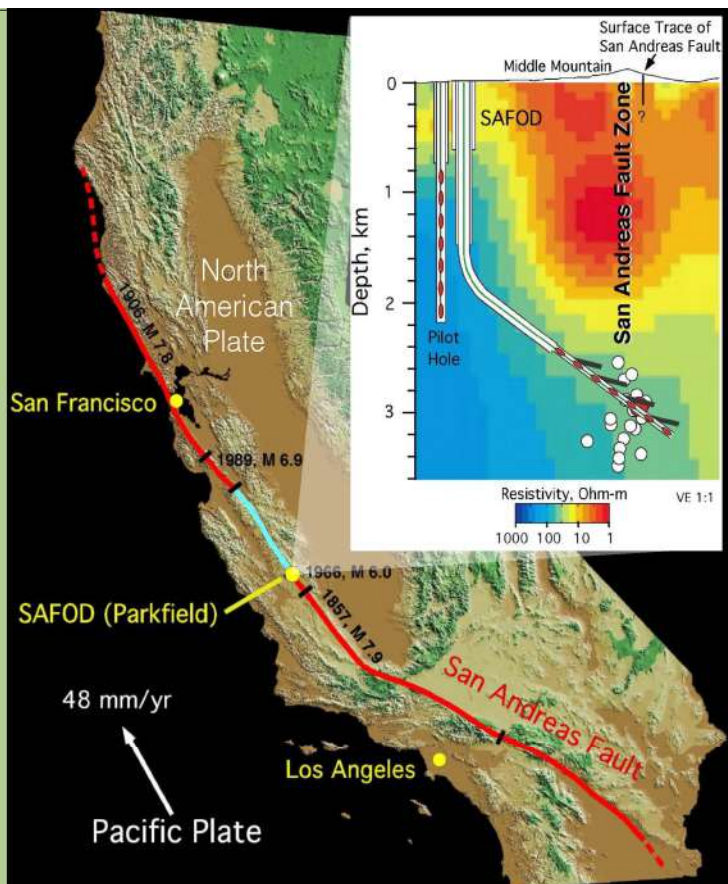 Surface Trace of
San Andreas Fault
Middle Mountain
0
SAFOD
?
San Andreas Fault Zone
1
Depth, km
2
Pilot
Hole
3
Resistivity, Ohm-m
VE 1:1
1000 100 10 1
North
American
Plate
1906, M 7.8
San Francisco
1989, M 6.9
1966, M 6.0
SAFOD (Parkfield)
1857, M 7.9
San Andreas Fault
48 mm/yr
Los Angeles
Pacific Plate